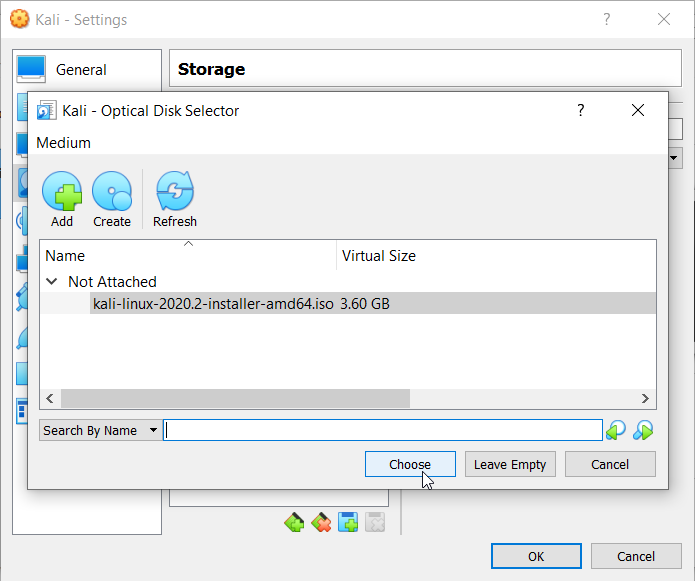 Kali - Settings
?
General
Storage
Kali - Optical Disk Selector
?
Medium
Add
Create
Refresh
Name
Virtual Size
Not Attached
kali-linux-2020.2-installer-amd64.iso 3.60 GB
Search By Name
Choose
Leave Empty
Cancel
OK
Cancel